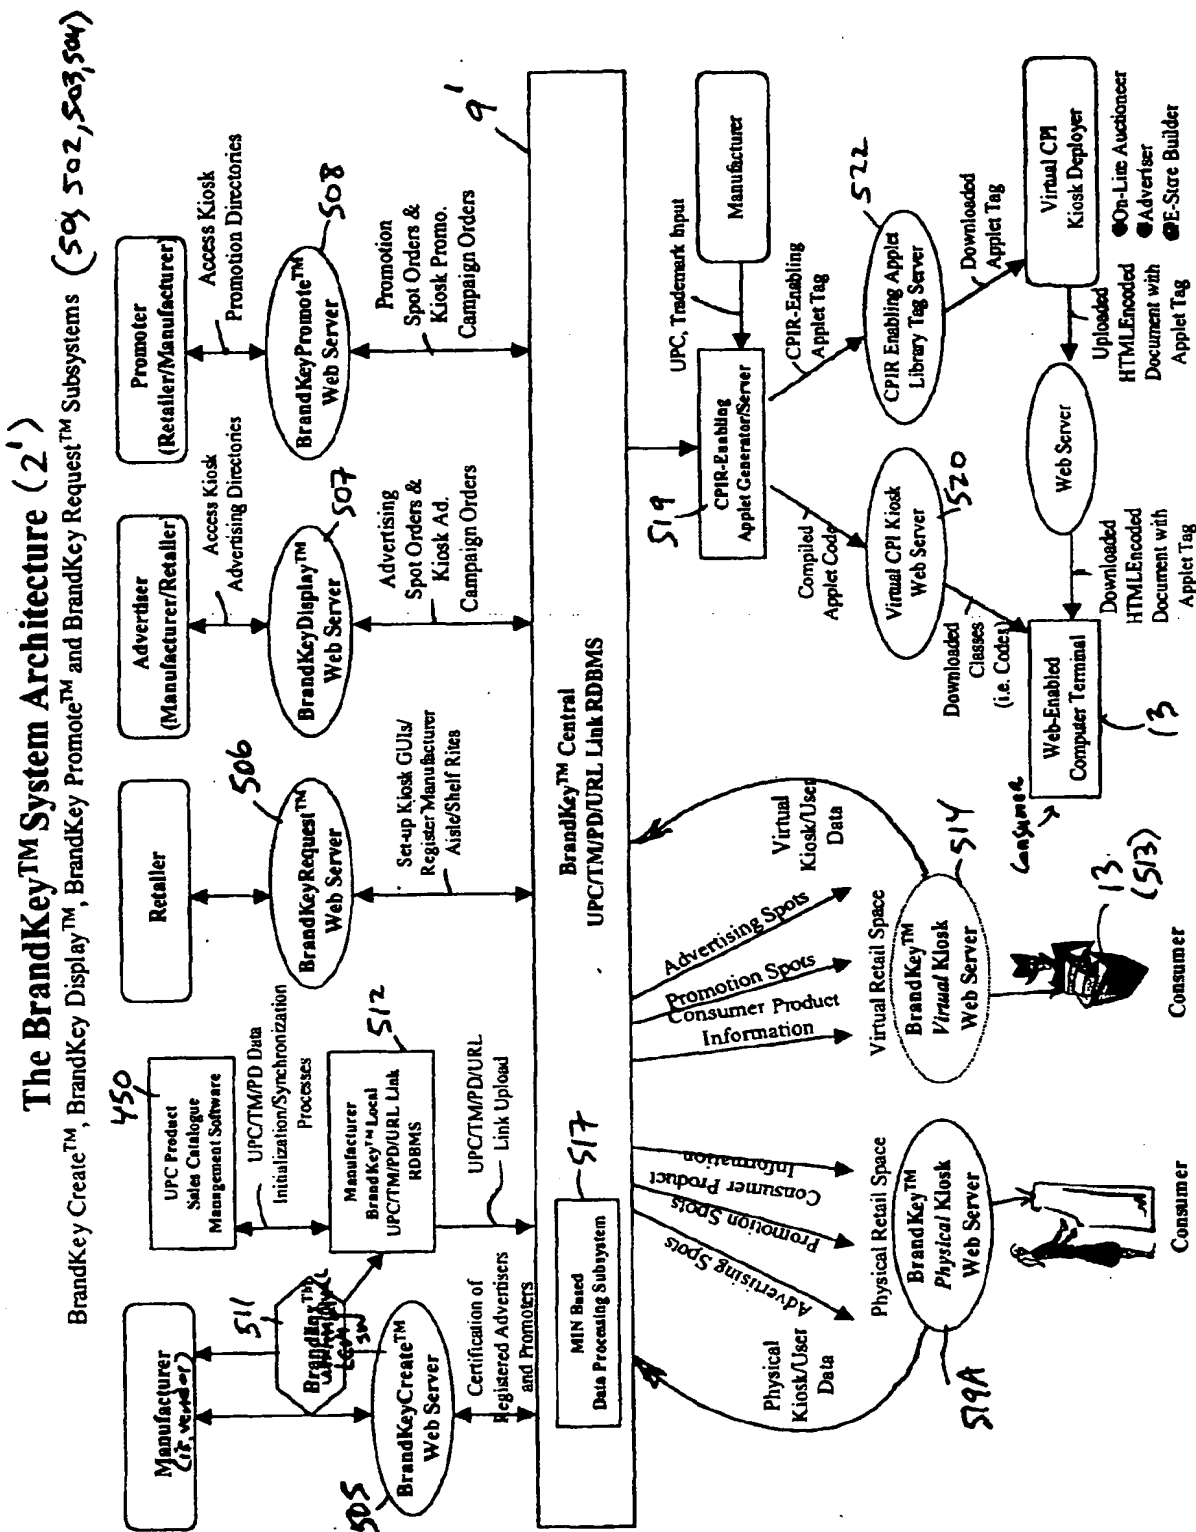 The BrandKey™ System Architecture (2')
BrandKey Create™, BrandKey Display™, BrandKey Promote™ and BrandKey Request™ Subsystems (501, 502, 503, 504)
Manufacturer
(ie. vendor)
511
BrandKey™
LCM
SW
505
BrandKeyCreate™
Web Server
Certification of
Registered Advertisers
and Promoters
450
UPC Product
Sales Catalogue
Management Software
UPC/TM/PD Data
Initialization/Synchronization
Processes
512
Manufacturer
BrandKey™ Local
UPC/TM/PD/URL Link
RDBMS
UPC/TM/PD/URL
Link Upload
Retailer
506
BrandKeyRequest™
Web Server
Set-up Kiosk GUIs/
Register Manufacturer
Aisle/Shelf Rites
Advertiser
(Manufacturer/Retailer)
Access Kiosk
Advertising Directories
507
BrandKeyDisplay™
Web Server
Advertising
Spot Orders &
Kiosk Ad.
Campaign Orders
Promoter
(Retailer/Manufacturer)
Access Kiosk
Promotion Directories
508
BrandKeyPromote™
Web Server
Promotion
Spot Orders &
Kiosk Promo.
Campaign Orders
9'
BrandKey™ Central
UPC/TM/PD/URL Link RDBMS
MIN Based
Data Processing Subsystem
517
Physical
Kiosk/User
Data
Advertising Spots
Promotion Spots
Consumer Product
Information
Physical Retail Space
BrandKey™
Physical Kiosk
Web Server
519A
Consumer
Advertising Spots
Promotion Spots
Consumer Product
Information
Virtual
Kiosk/User
Data
Virtual Retail Space
BrandKey™
Virtual Kiosk
Web Server
514
13
(513)
Consumer
519
CPIR-Enabling
Applet Generator/Server
UPC, Trademark Input
Manufacturer
Compiled
Applet Code
CPIR-Enabling
Applet Tag
Virtual CPI Kiosk
Web Server
520
CPIR Enabling Applet
Library Tag Server
522
Downloaded
Classes
(i.e. Codes)
Downloaded
Applet Tag
Consumer
Web-Enabled
Computer Terminal
13
Downloaded
HTMLEncoded
Document with
Applet Tag
Web Server
Uploaded
HTMLEncoded
Document with
Applet Tag
Virtual CPI
Kiosk Deployer
On-Line Auctioneer
Advertiser
E-Store Builder